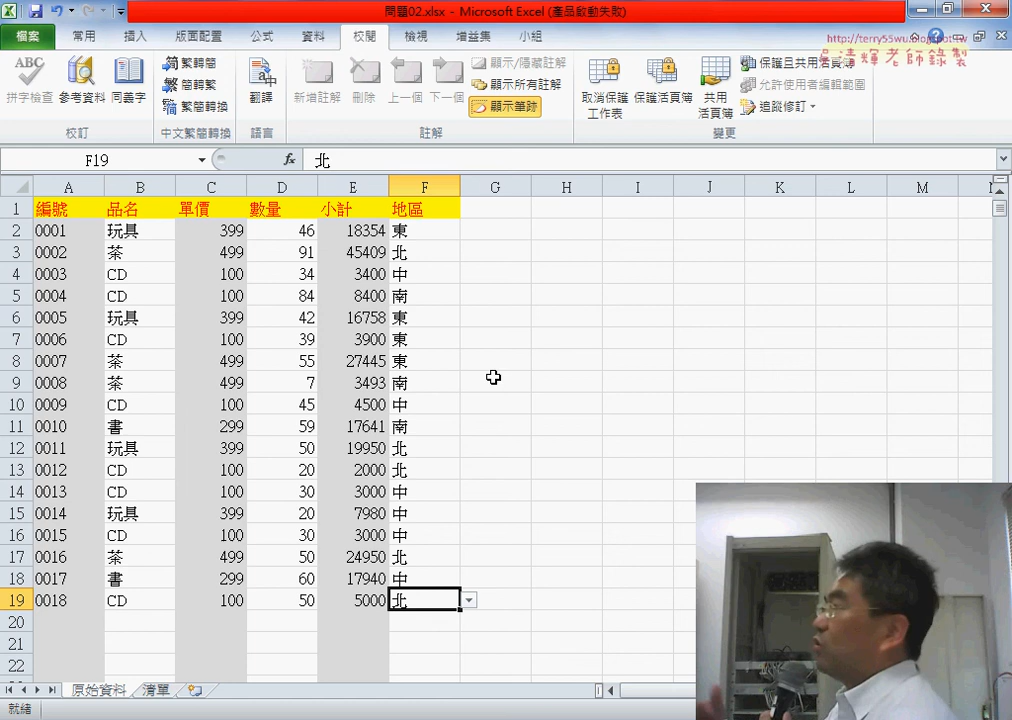 問題02.xlsx - Microsoft Excel (產品啟動失敗)
檔案 常用 插入 版面配置 公式 資料 校閱 檢視 增益集 小組
http://terry55wu.blogspot.tw
吳清輝老師錄製
ABC
拼字檢查 參考資料 同義字
校訂
繁轉簡
簡轉繁
繁簡轉換
中文繁簡轉換
翻譯
語言
新增註解 刪除 上一個 下一個
顯示/隱藏註解
顯示所有註解
顯示筆跡
註解
取消保護工作表 保護活頁簿 共用活頁簿
保護且共用活頁簿
允許使用者編輯範圍
追蹤修訂
變更
F19 fx 北
A B C D E F G H I J K L M
1 編號 品名 單價 數量 小計 地區
2 0001 玩具 399 46 18354 東
3 0002 茶 499 91 45409 北
4 0003 CD 100 34 3400 中
5 0004 CD 100 84 8400 南
6 0005 玩具 399 42 16758 東
7 0006 CD 100 39 3900 東
8 0007 茶 499 55 27445 東
9 0008 茶 499 7 3493 南
10 0009 CD 100 45 4500 中
11 0010 書 299 59 17641 南
12 0011 玩具 399 50 19950 北
13 0012 CD 100 20 2000 北
14 0013 CD 100 30 3000 中
15 0014 玩具 399 20 7980 中
16 0015 CD 100 30 3000 中
17 0016 茶 499 50 24950 北
18 0017 書 299 60 17940 中
19 0018 CD 100 50 5000 北
20
21
22
原始資料 清單
就緒